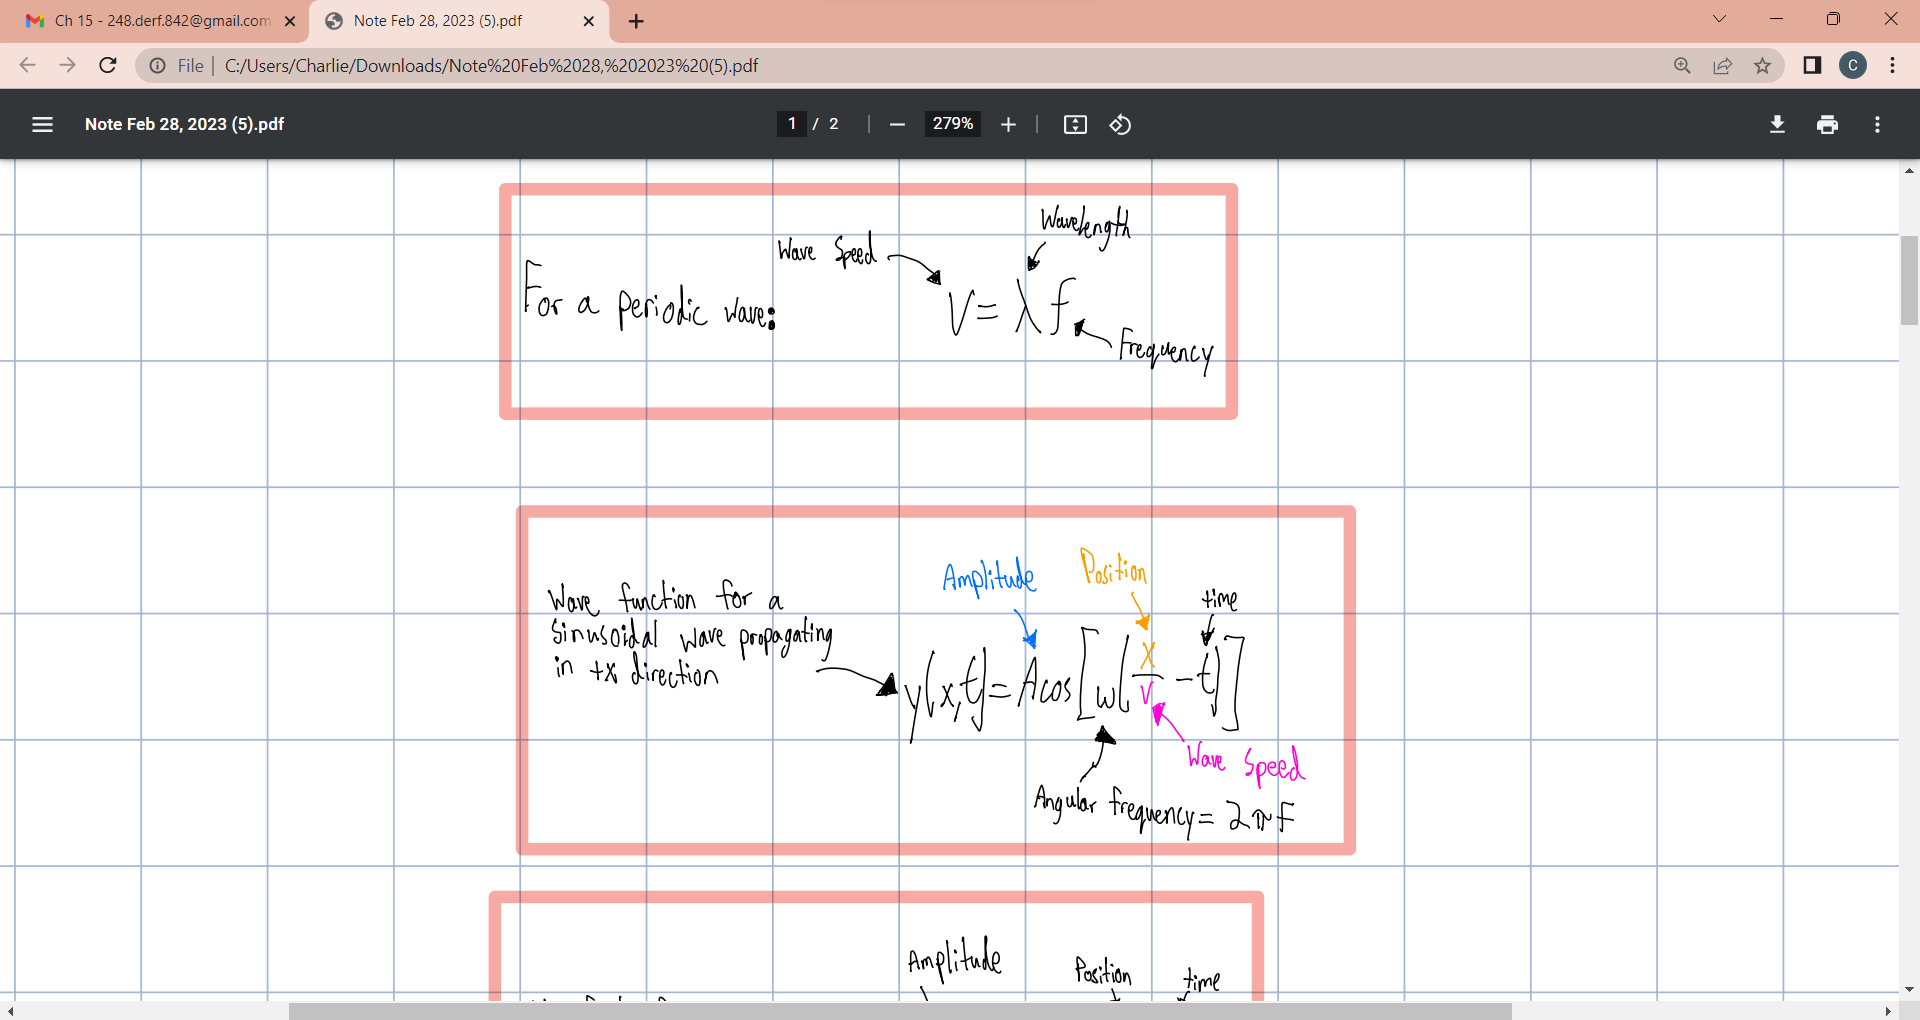 Ch 15 - 248.derf.842@gmail.com
Note Feb 28, 2023 (5).pdf
File | C:/Users/Charlie/Downloads/Note%20Feb%2028,%202023%20(5).pdf
C
Note Feb 28, 2023 (5).pdf
1 / 2
279%
Wavelength
Wave Speed
For a periodic wave:
V = λ f
Frequency
Amplitude
Position
time
Wave function for a
Sinusoidal wave propagating
in +x direction
y(x,t) = A cos [ω(x/v - t)]
Wave Speed
Angular frequency = 2πF
Amplitude
Position
time